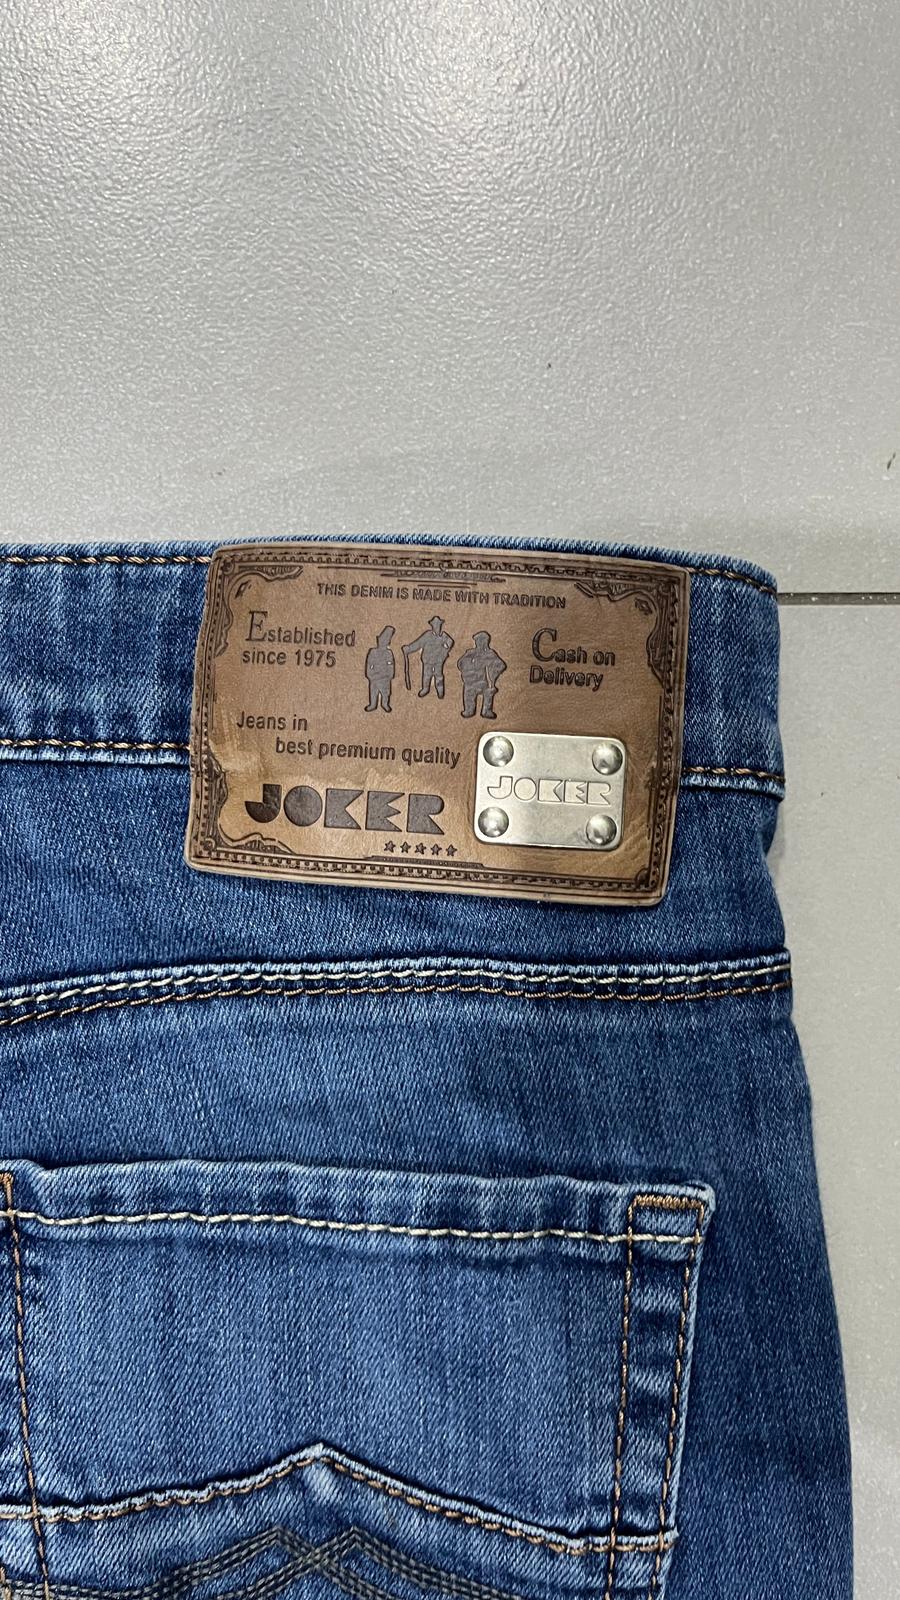 THIS DENIM IS MADE WITH TRADITION
Established
since 1975
Cash on
Delivery
Jeans in
best premium quality
JOKER
JOKER